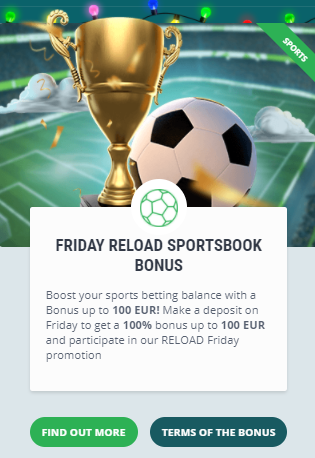 SPORTS
FRIDAY RELOAD SPORTSBOOK
BONUS
Boost your sports betting balance with a
Bonus up to 100 EUR! Make a deposit on
Friday to get a 100% bonus up to 100 EUR
and participate in our RELOAD Friday
promotion
FIND OUT MORE
TERMS OF THE BONUS